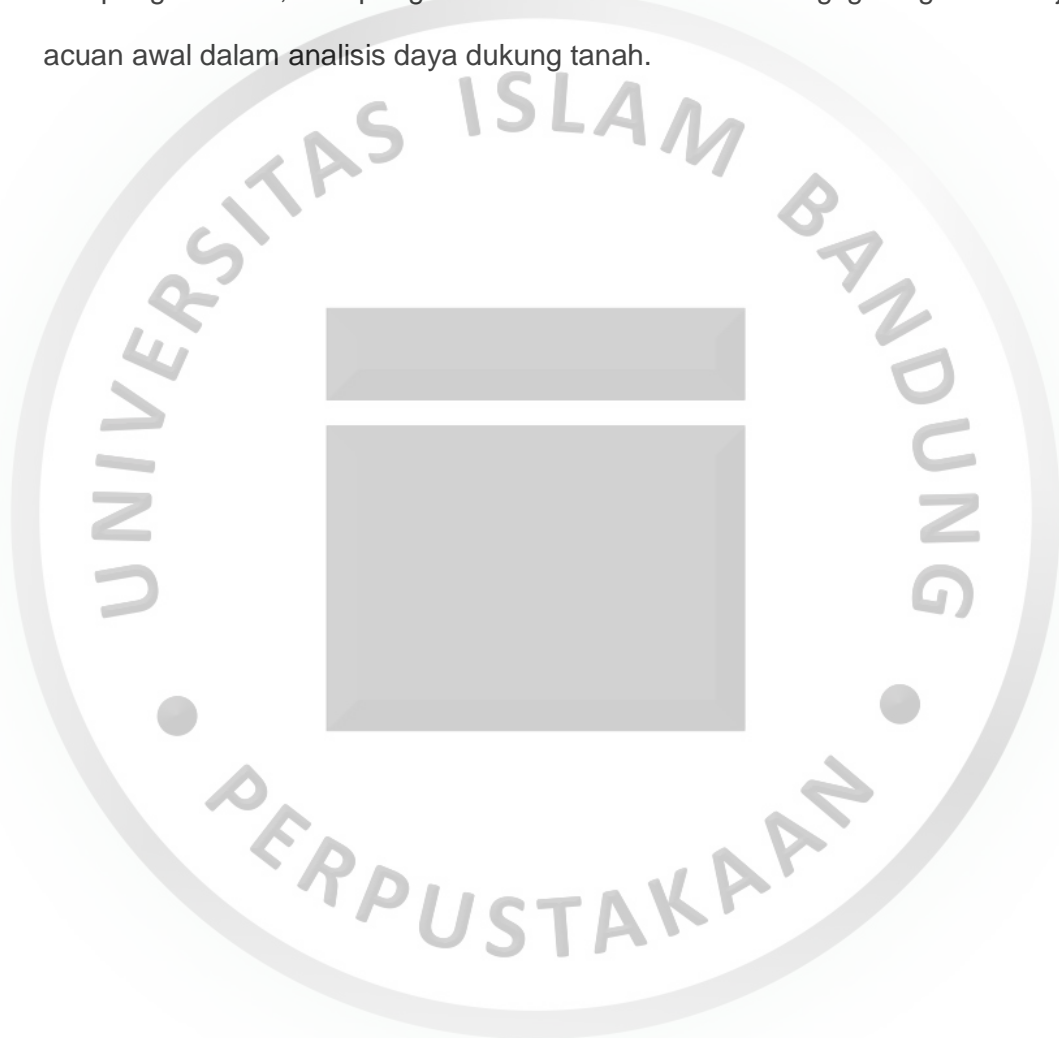 acuan awal dalam analisis daya dukung tanah.
UNIVERSITAS ISLAM BANDUNG
PERPUSTAKAAN